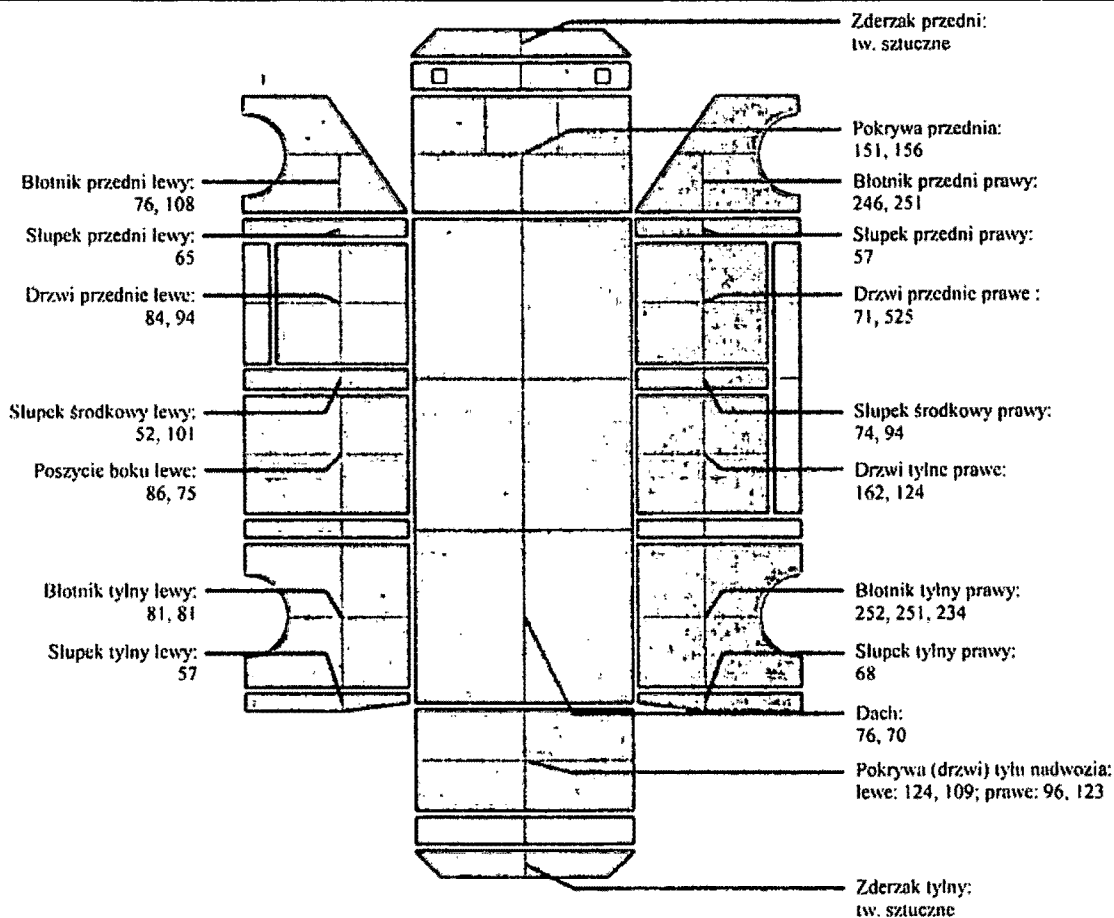 Zderzak przedni:
tw. sztuczne
Pokrywa przednia:
151, 156
Błotnik przedni lewy:
76, 108
Błotnik przedni prawy:
246, 251
Słupek przedni lewy:
65
Słupek przedni prawy:
57
Drzwi przednie lewe:
84, 94
Drzwi przednie prawe :
71, 525
Słupek środkowy lewy:
52, 101
Słupek środkowy prawy:
74, 94
Poszycie boku lewe:
86, 75
Drzwi tylne prawe:
162, 124
Błotnik tylny lewy:
81, 81
Błotnik tylny prawy:
252, 251, 234
Słupek tylny lewy:
57
Słupek tylny prawy:
68
Dach:
76, 70
Pokrywa (drzwi) tyłu nadwozia:
lewe: 124, 109; prawe: 96, 123
Zderzak tylny:
tw. sztuczne